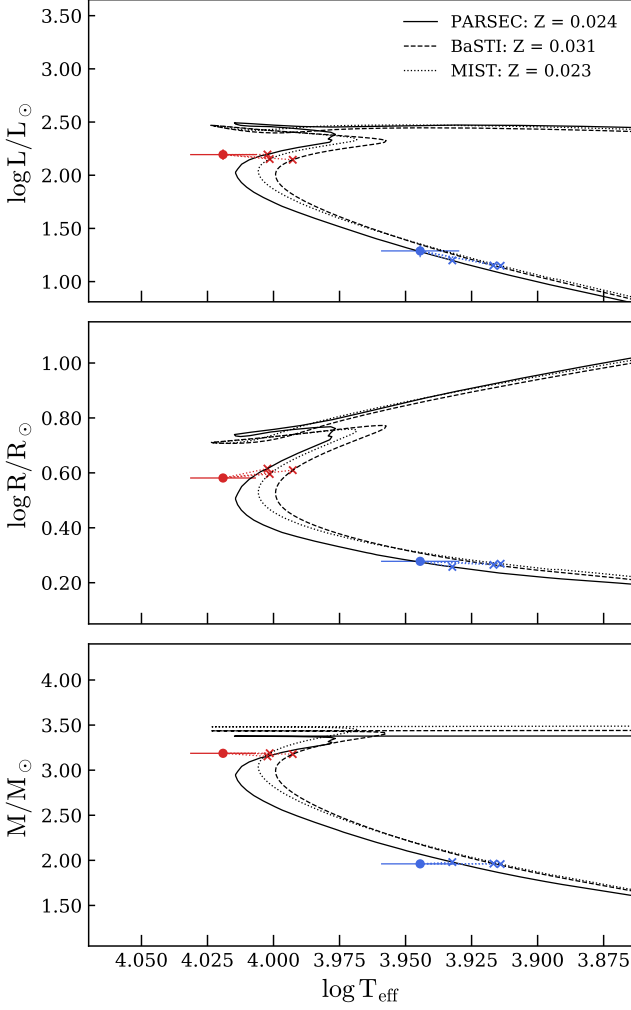 3.50
3.00
2.50
2.00
1.50
1.00
log L/L⊙
PARSEC: Z = 0.024
BaSTI: Z = 0.031
MIST: Z = 0.023
1.00
0.80
0.60
0.40
0.20
log R/R⊙
4.00
3.50
3.00
2.50
2.00
1.50
M/M⊙
4.050 4.025 4.000 3.975 3.950 3.925 3.900 3.875
log Teff